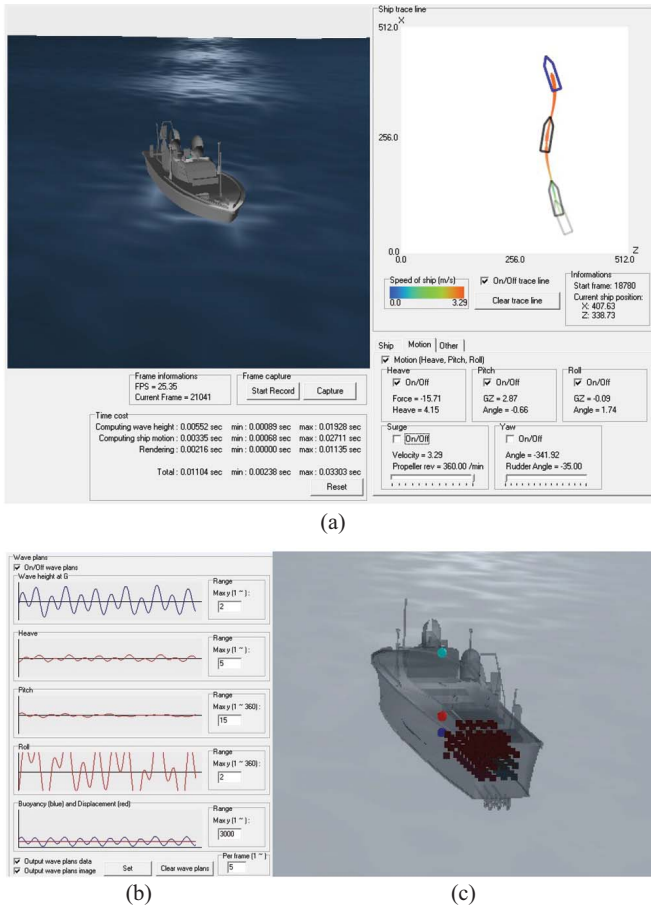 Ship trace line
X
512.0
256.0
0.0
0.0 256.0 512.0
Z
Speed of ship (m/s)
0.0 3.29
On/Off trace line
Clear trace line
Informations
Start frame: 18780
Current ship position:
X: 407.63
Z: 338.73
Frame informations
FPS = 25.35
Current Frame = 21041
Frame capture
Start Record Capture
Time cost
Computing wave height : 0.00552 sec min : 0.00089 sec max : 0.01928 sec
Computing ship motion : 0.00335 sec min : 0.00068 sec max : 0.02711 sec
Rendering : 0.00216 sec min : 0.00000 sec max : 0.01135 sec
Total : 0.01104 sec min : 0.00238 sec max : 0.03303 sec
Reset
Ship Motion Other
Motion (Heave, Pitch, Roll)
Heave
On/Off
Force = -15.71
Heave = 4.15
Pitch
On/Off
GZ = 2.87
Angle = -0.66
Roll
On/Off
GZ = -0.09
Angle = 1.74
Surge
On/Off
Velocity = 3.29
Propeller rev = 360.00 /min
Yaw
On/Off
Angle = -341.92
Rudder Angle = -35.00
(a)
Wave plans
On/Off wave plans
Wave height at G
Range
Max y (1 ~ ) :
2
Heave
Range
Max y (1 ~ ) :
5
Pitch
Range
Max y (1 ~ 360) :
15
Roll
Range
Max y (1 ~ 360) :
2
Buoyancy (blue) and Displacement (red)
Range
Max y (1 ~ ) :
3000
Output wave plans data
Output wave plans image
Set
Clear wave plans
Per frame (1 ~ )
5
(b)
(c)